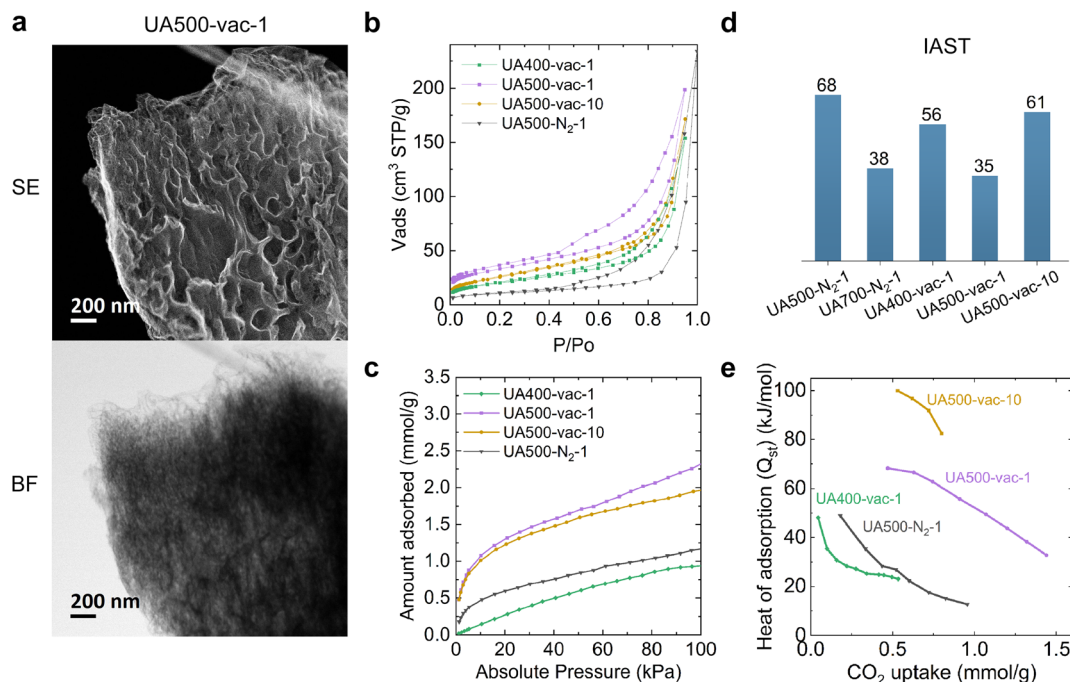 a
UA500-vac-1
SE
200 nm
BF
200 nm
b
UA400-vac-1
UA500-vac-1
UA500-vac-10
UA500-N₂-1
Vads (cm³ STP/g)
200
150
100
50
0
0.0 0.2 0.4 0.6 0.8 1.0
P/Po
c
UA400-vac-1
UA500-vac-1
UA500-vac-10
UA500-N₂-1
Amount adsorbed (mmol/g)
3.5
3.0
2.5
2.0
1.5
1.0
0.5
0.0
0 20 40 60 80 100
Absolute Pressure (kPa)
d
IAST
68
38
56
35
61
UA500-N₂-1
UA700-N₂-1
UA400-vac-1
UA500-vac-1
UA500-vac-10
e
Heat of adsorption (Qst) (kJ/mol)
100
80
60
40
20
0
UA500-vac-10
UA500-vac-1
UA400-vac-1
UA500-N₂-1
0.0 0.5 1.0 1.5
CO₂ uptake (mmol/g)